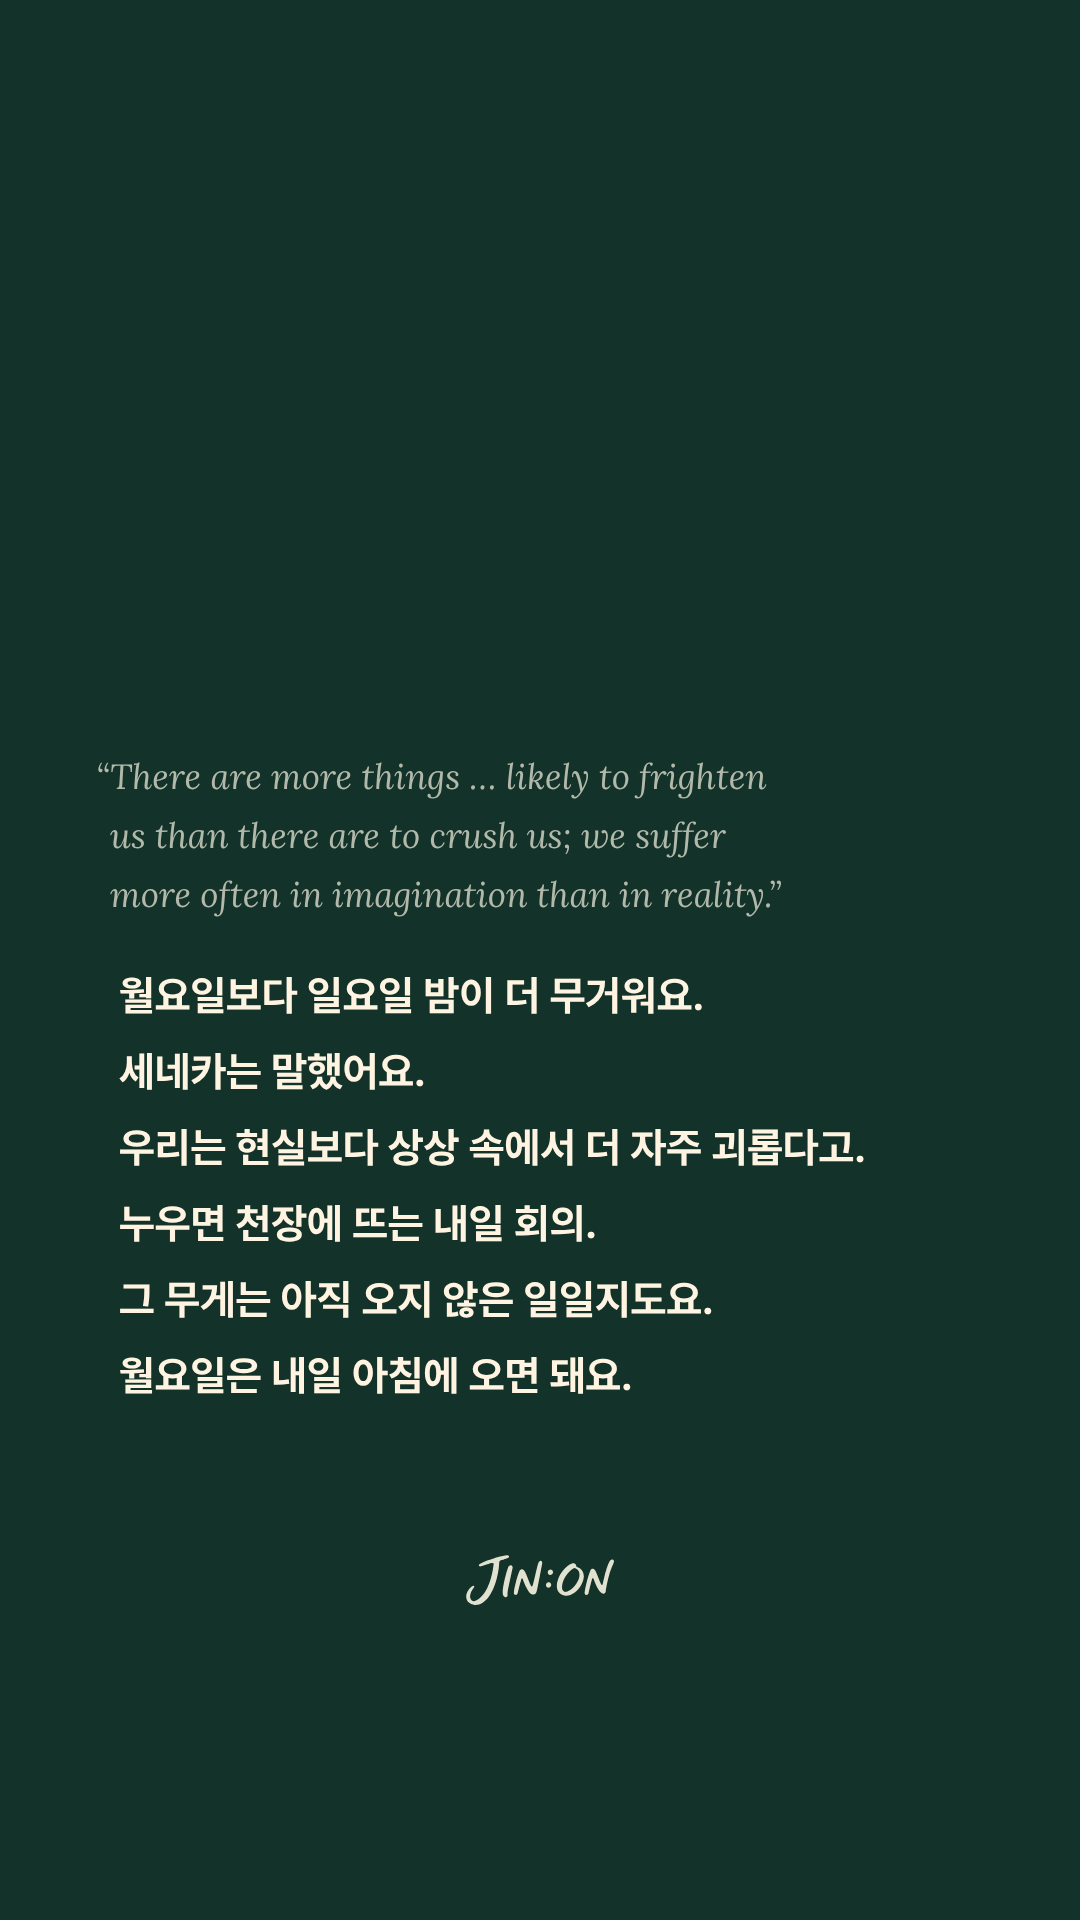 “There are more things … likely to frighten
us than there are to crush us; we suffer
more often in imagination than in reality.”
월요일보다 일요일 밤이 더 무거워요.
세네카는 말했어요.
우리는 현실보다 상상 속에서 더 자주 괴롭다고.
누우면 천장에 뜨는 내일 회의.
그 무게는 아직 오지 않은 일일지도요.
월요일은 내일 아침에 오면 돼요.
JIN:ON